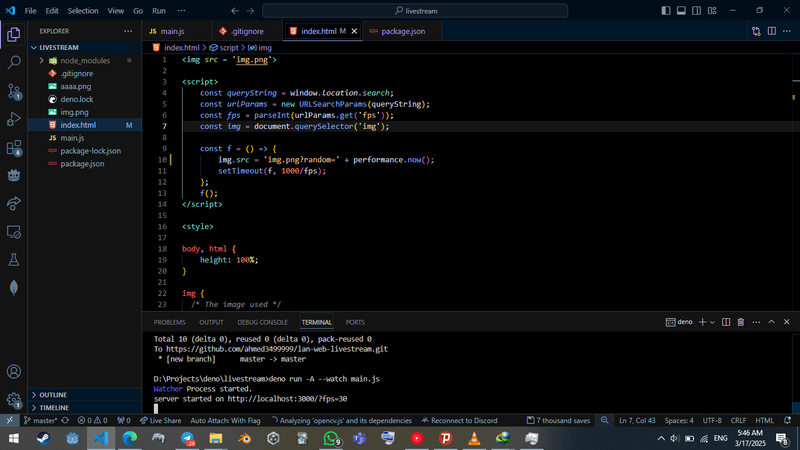 File Edit Selection View Go Run ··· livestream
EXPLORER ···
LIVESTREAM
node_modules
.gitignore
aaaa.png
deno.lock
img.png
index.html M
main.js
package-lock.json
package.json
OUTLINE
TIMELINE
JS main.js
.gitignore
index.html M
package.json
index.html > script > img
1 <img src = 'img.png'>
2
3 <script>
4 const queryString = window.location.search;
5 const urlParams = new URLSearchParams(queryString);
6 const fps = parseInt(urlParams.get('fps'));
7 const img = document.querySelector('img');
8
9 const f = () => {
10 img.src = 'img.png?random=' + performance.now();
11 setTimeout(f, 1000/fps);
12 };
13 f();
14 </script>
15
16 <style>
17
18 body, html {
19 height: 100%;
20 }
21
22 img {
23 /* The image used */
PROBLEMS OUTPUT DEBUG CONSOLE TERMINAL PORTS deno
Total 10 (delta 0), reused 0 (delta 0), pack-reused 0
To https://github.com/ahmed3499999/lan-web-livestream.git
* [new branch] master -> master
D:\Projects\deno\livestream>deno run -A --watch main.js
Watcher Process started.
server started on http://localhost:3000/?fps=30
master* 0 0 0 Live Share Auto Attach: With Flag Analyzing 'opencv.js' and its dependencies Reconnect to Discord 7 thousand saves Ln 7, Col 43 Spaces: 4 UTF-8 CRLF HTML
5:46 AM
3/17/2025